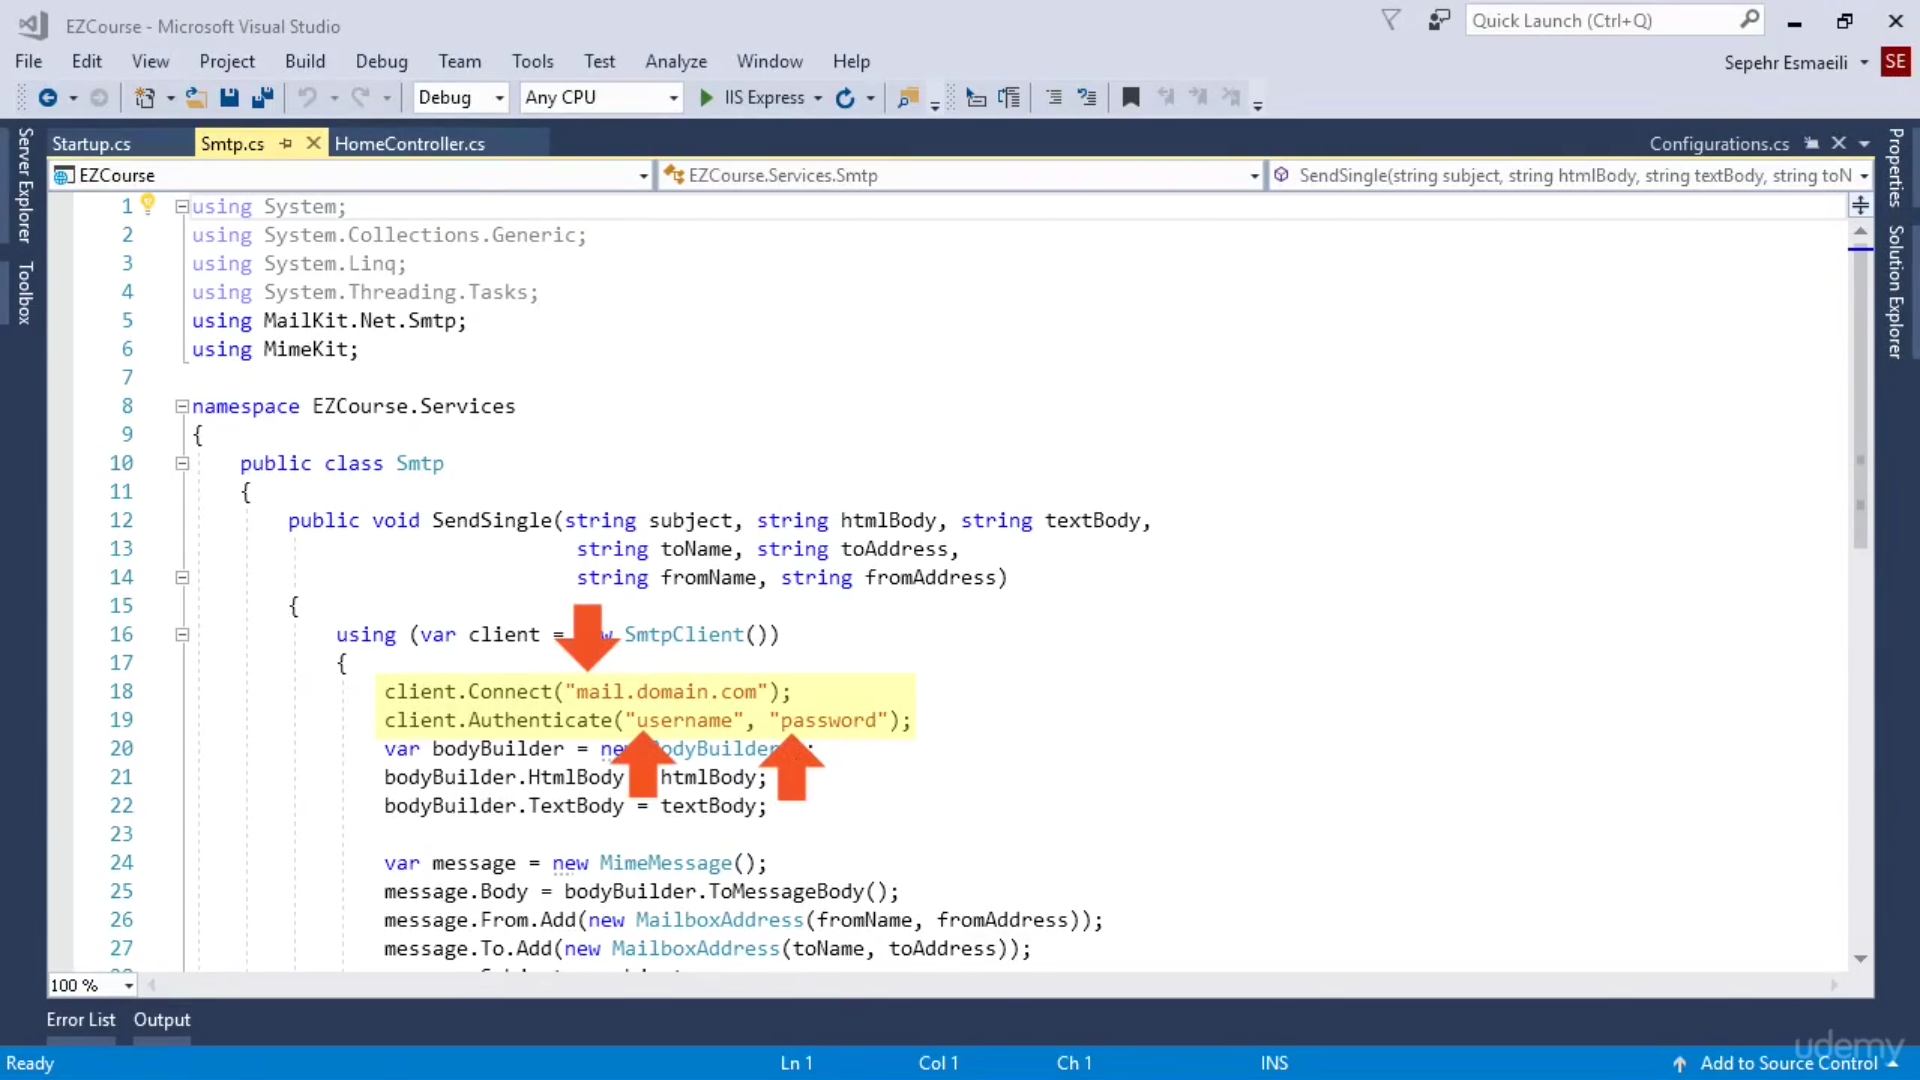 EZCourse - Microsoft Visual Studio
Quick Launch (Ctrl+Q)
File Edit View Project Build Debug Team Tools Test Analyze Window Help
Sepehr Esmaeili SE
Debug Any CPU IIS Express
Server Explorer
Toolbox
Startup.cs Smtp.cs HomeController.cs Configurations.cs
EZCourse EZCourse.Services.Smtp SendSingle(string subject, string htmlBody, string textBody, string toN
Properties
Solution Explorer
1 using System;
2 using System.Collections.Generic;
3 using System.Linq;
4 using System.Threading.Tasks;
5 using MailKit.Net.Smtp;
6 using MimeKit;
7
8 namespace EZCourse.Services
9 {
10 public class Smtp
11 {
12 public void SendSingle(string subject, string htmlBody, string textBody,
13 string toName, string toAddress,
14 string fromName, string fromAddress)
15 {
16 using (var client = SmtpClient())
17 {
18 client.Connect("mail.domain.com");
19 client.Authenticate("username", "password");
20 var bodyBuilder = new BodyBuilder
21 bodyBuilder.HtmlBody htmlBody;
22 bodyBuilder.TextBody = textBody;
23
24 var message = new MimeMessage();
25 message.Body = bodyBuilder.ToMessageBody();
26 message.From.Add(new MailboxAddress(fromName, fromAddress));
27 message.To.Add(new MailboxAddress(toName, toAddress));
100 %
Error List Output
Ready Ln 1 Col 1 Ch 1 INS Add to Source Control
udemy